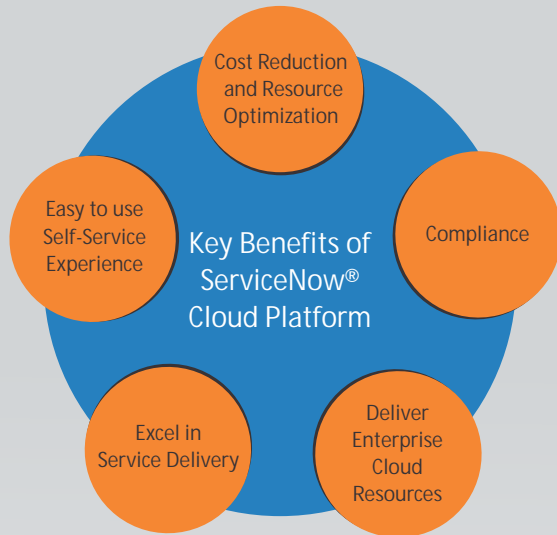 Cost Reduction
and Resource
Optimization
Easy to use
Self-Service
Experience
Key Benefits of
ServiceNow®
Cloud Platform
Compliance
Excel in
Service Delivery
Deliver
Enterprise
Cloud
Resources